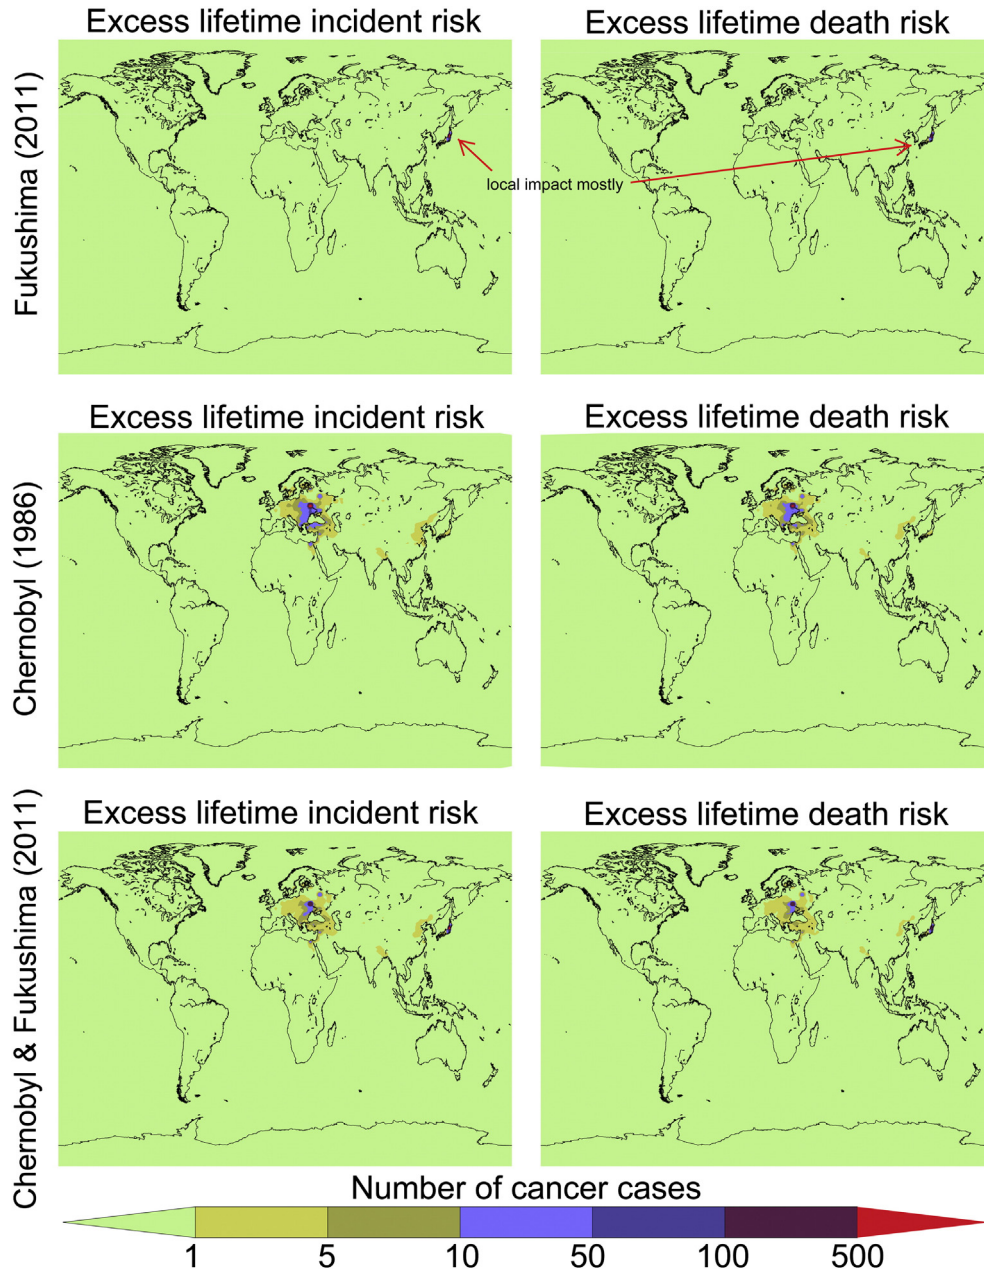 Excess lifetime incident risk
Excess lifetime death risk
Fukushima (2011)
local impact mostly
Excess lifetime incident risk
Excess lifetime death risk
Chernobyl (1986)
Excess lifetime incident risk
Excess lifetime death risk
Chernobyl & Fukushima (2011)
Number of cancer cases
1 5 10 50 100 500